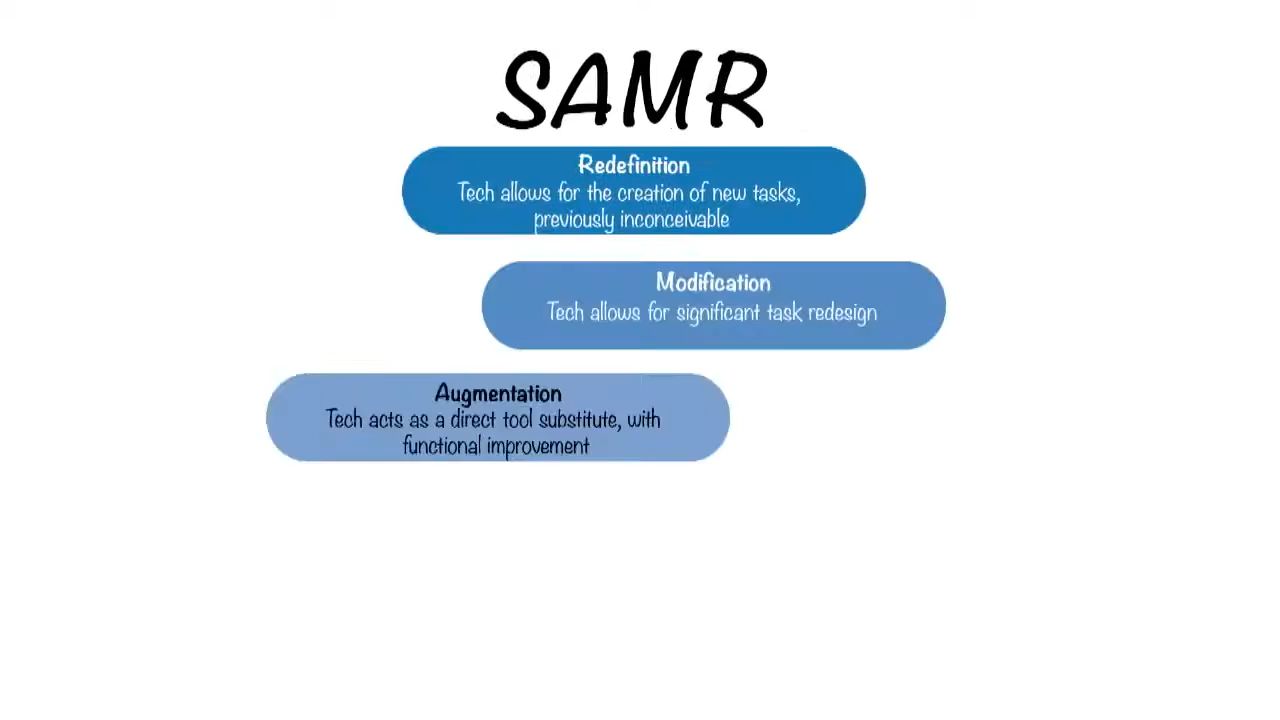 SAMR
Redefinition
Tech allows for the creation of new tasks,
previously inconceivable
Modification
Tech allows for significant task redesign
Augmentation
Tech acts as a direct tool substitute, with
functional improvement